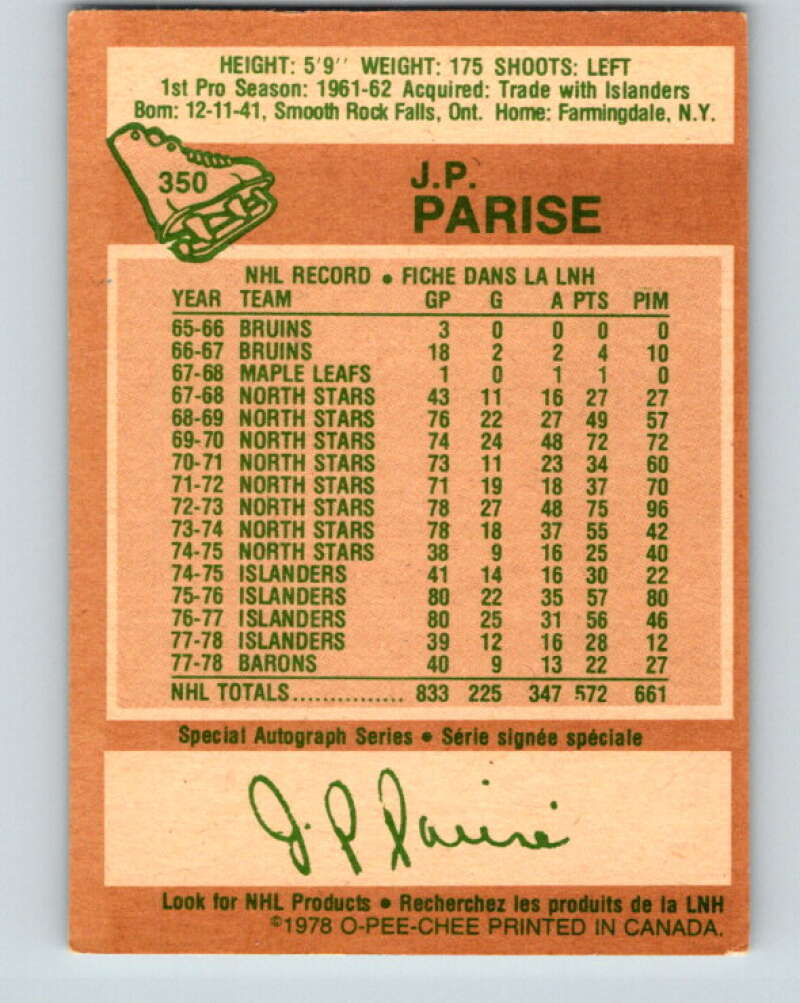 HEIGHT: 5'9'' WEIGHT: 175 SHOOTS: LEFT
1st Pro Season: 1961-62 Acquired: Trade with Islanders
Born: 12-11-41, Smooth Rock Falls, Ont. Home: Farmingdale, N.Y.
350
J.P.
PARISE
NHL RECORD • FICHE DANS LA LNH
YEAR TEAM GP G A PTS PIM
65-66 BRUINS 3 0 0 0 0
66-67 BRUINS 18 2 2 4 10
67-68 MAPLE LEAFS 1 0 1 1 0
67-68 NORTH STARS 43 11 16 27 27
68-69 NORTH STARS 76 22 27 49 57
69-70 NORTH STARS 74 24 48 72 72
70-71 NORTH STARS 73 11 23 34 60
71-72 NORTH STARS 71 19 18 37 70
72-73 NORTH STARS 78 27 48 75 96
73-74 NORTH STARS 78 18 37 55 42
74-75 NORTH STARS 38 9 16 25 40
74-75 ISLANDERS 41 14 16 30 22
75-76 ISLANDERS 80 22 35 57 80
76-77 ISLANDERS 80 25 31 56 46
77-78 ISLANDERS 39 12 16 28 12
77-78 BARONS 40 9 13 22 27
NHL TOTALS............... 833 225 347 572 661
Special Autograph Series • Série signée spéciale
J. P. Parisé
Look for NHL Products • Recherchez les produits de la LNH
©1978 O-PEE-CHEE PRINTED IN CANADA.